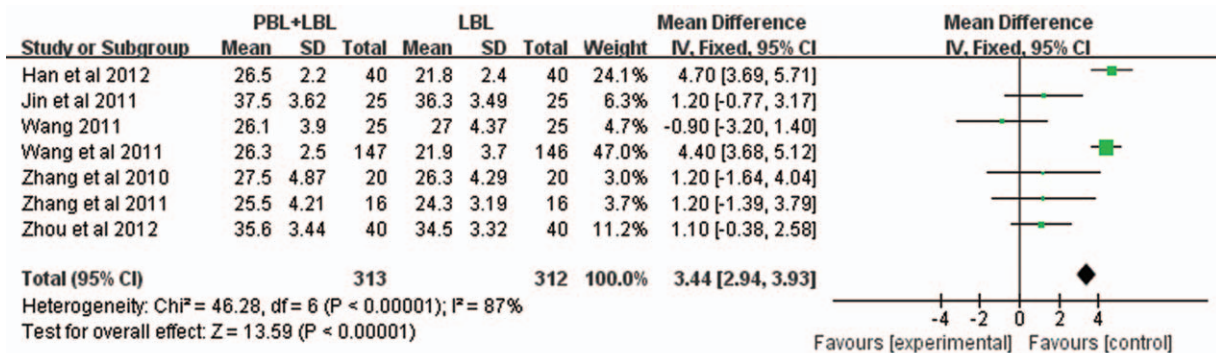 PBL+LBL LBL Mean Difference Mean Difference
Study or Subgroup Mean SD Total Mean SD Total Weight IV, Fixed, 95% CI IV, Fixed, 95% CI
Han et al 2012 26.5 2.2 40 21.8 2.4 40 24.1% 4.70 [3.69, 5.71]
Jin et al 2011 37.5 3.62 25 36.3 3.49 25 6.3% 1.20 [-0.77, 3.17]
Wang 2011 26.1 3.9 25 27 4.37 25 4.7% -0.90 [-3.20, 1.40]
Wang et al 2011 26.3 2.5 147 21.9 3.7 146 47.0% 4.40 [3.68, 5.12]
Zhang et al 2010 27.5 4.87 20 26.3 4.29 20 3.0% 1.20 [-1.64, 4.04]
Zhang et al 2011 25.5 4.21 16 24.3 3.19 16 3.7% 1.20 [-1.39, 3.79]
Zhou et al 2012 35.6 3.44 40 34.5 3.32 40 11.2% 1.10 [-0.38, 2.58]
Total (95% CI) 313 312 100.0% 3.44 [2.94, 3.93]
Heterogeneity: Chi² = 46.28, df = 6 (P < 0.00001); I² = 87%
Test for overall effect: Z = 13.59 (P < 0.00001)
-4 -2 0 2 4
Favours [experimental] Favours [control]